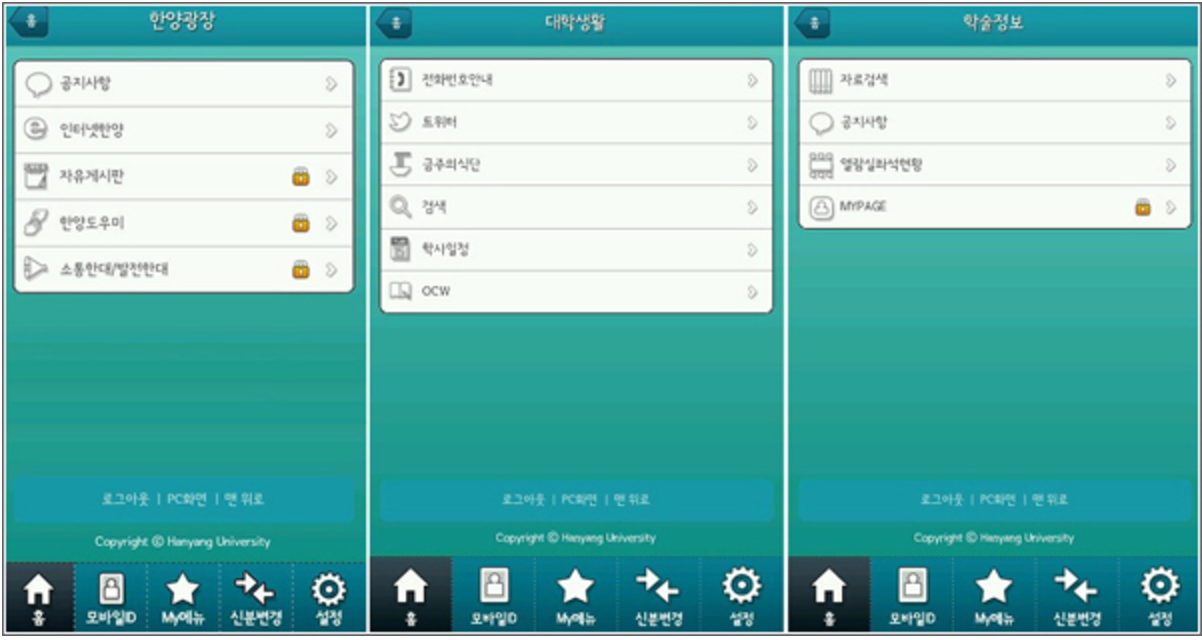 홈 한양광장
공지사항
인터넷한양
자유게시판
한양도우미
소통한대/발전한대
로그아웃 | PC화면 | 맨 위로
Copyright © Hanyang University
홈 모바일ID My메뉴 신분변경 설정
홈 대학생활
전화번호안내
트위터
금주의식단
검색
학사일정
OCW
로그아웃 | PC화면 | 맨 위로
Copyright © Hanyang University
홈 모바일ID My메뉴 신분변경 설정
홈 학술정보
자료검색
공지사항
열람실좌석현황
MYPAGE
로그아웃 | PC화면 | 맨 위로
Copyright © Hanyang University
홈 모바일ID My메뉴 신분변경 설정